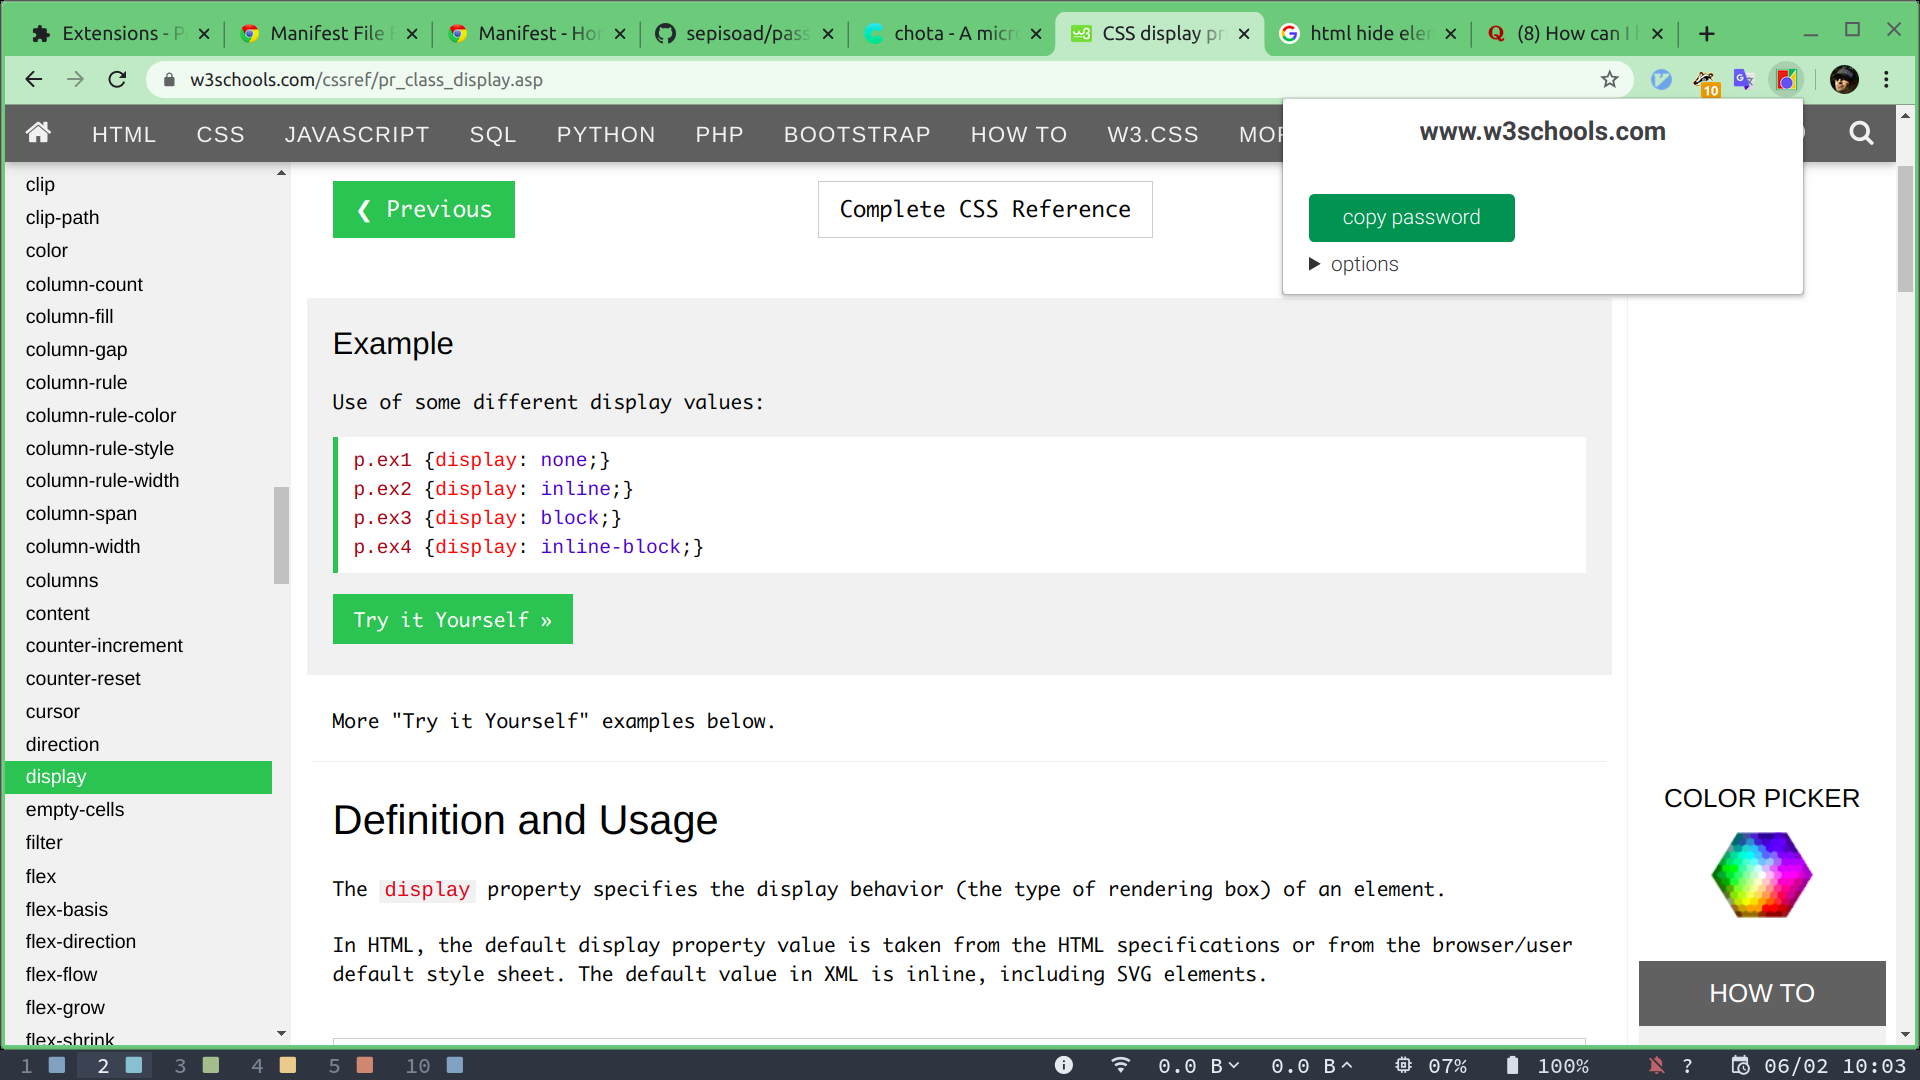 Extensions - P
Manifest File F
Manifest - Hom
sepisoad/pass
chota - A micr
CSS display pr
html hide eler
(8) How can I h
w3schools.com/cssref/pr_class_display.asp
10
HTML
CSS
JAVASCRIPT
SQL
PYTHON
PHP
BOOTSTRAP
HOW TO
W3.CSS
MOR
www.w3schools.com
copy password
options
clip
clip-path
color
column-count
column-fill
column-gap
column-rule
column-rule-color
column-rule-style
column-rule-width
column-span
column-width
columns
content
counter-increment
counter-reset
cursor
direction
display
empty-cells
filter
flex
flex-basis
flex-direction
flex-flow
flex-grow
flex-shrink
❮ Previous
Complete CSS Reference
Example
Use of some different display values:
p.ex1 {display: none;}
p.ex2 {display: inline;}
p.ex3 {display: block;}
p.ex4 {display: inline-block;}
Try it Yourself »
More "Try it Yourself" examples below.
Definition and Usage
The display property specifies the display behavior (the type of rendering box) of an element.
In HTML, the default display property value is taken from the HTML specifications or from the browser/user
default style sheet. The default value in XML is inline, including SVG elements.
COLOR PICKER
HOW TO
1 2 3 4 5 10
0.0 B 0.0 B 07% 100% ? 06/02 10:03